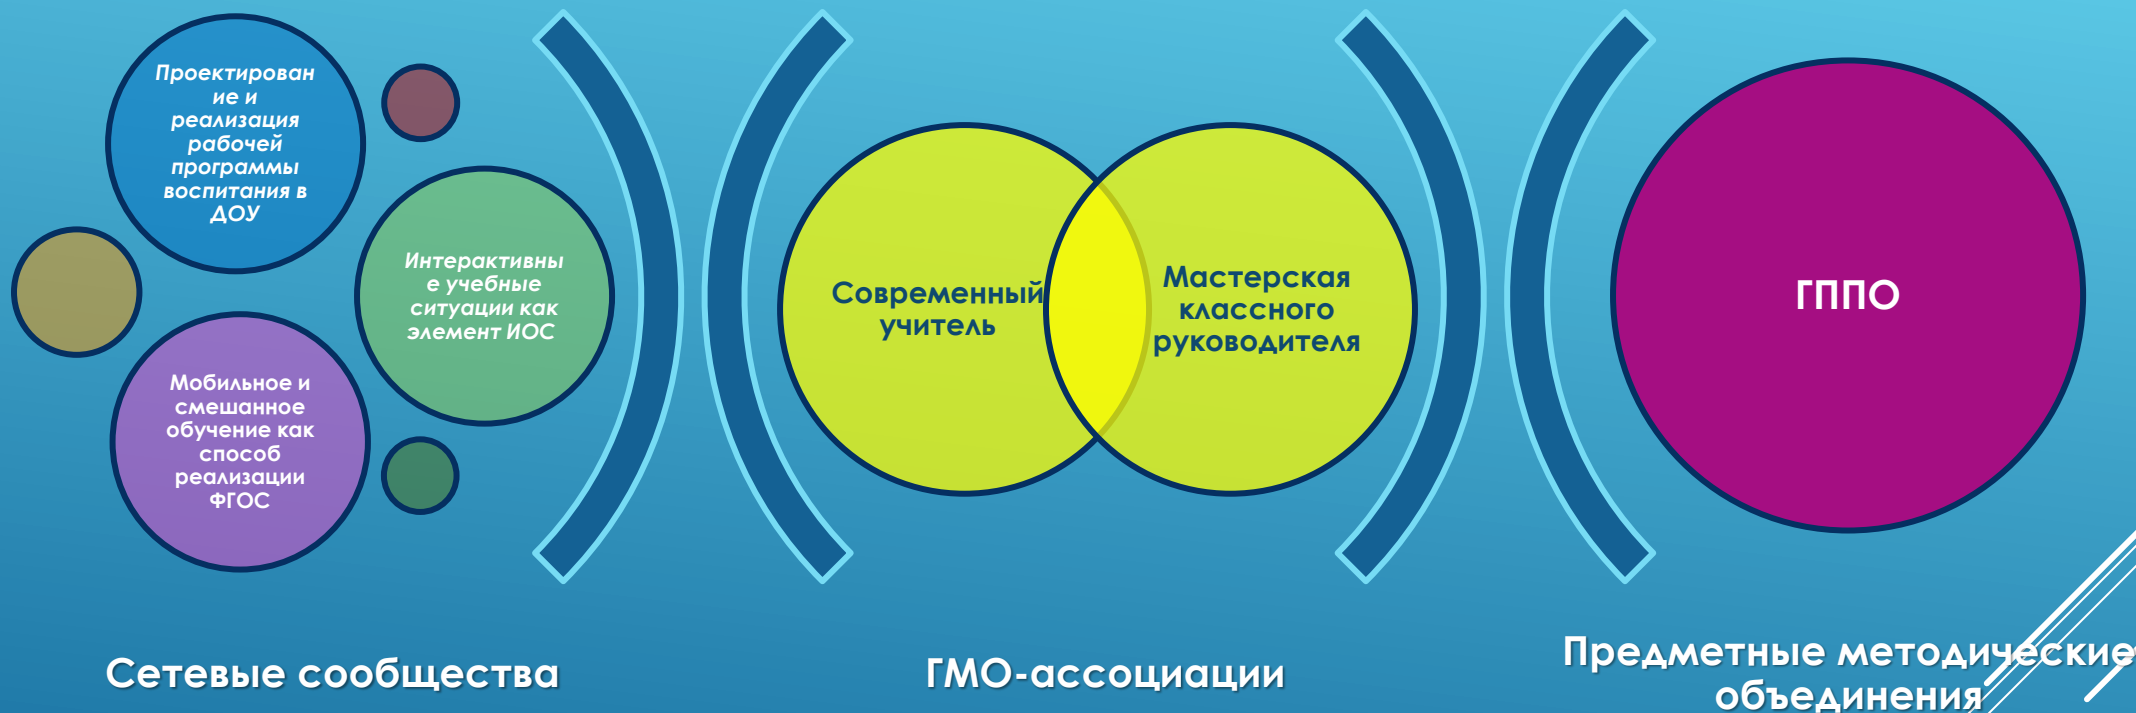 Проектирован
ие и
реализация
рабочей
программы
воспитания в
ДОУ
Интерактивны
е учебные
ситуации как
элемент ИОС
Мобильное и
смешанное
обучение как
способ
реализации
ФГОС
Сетевые сообщества
Современный
учитель
Мастерская
классного
руководителя
ГМО-ассоциации
ГППО
Предметные методические
объединения